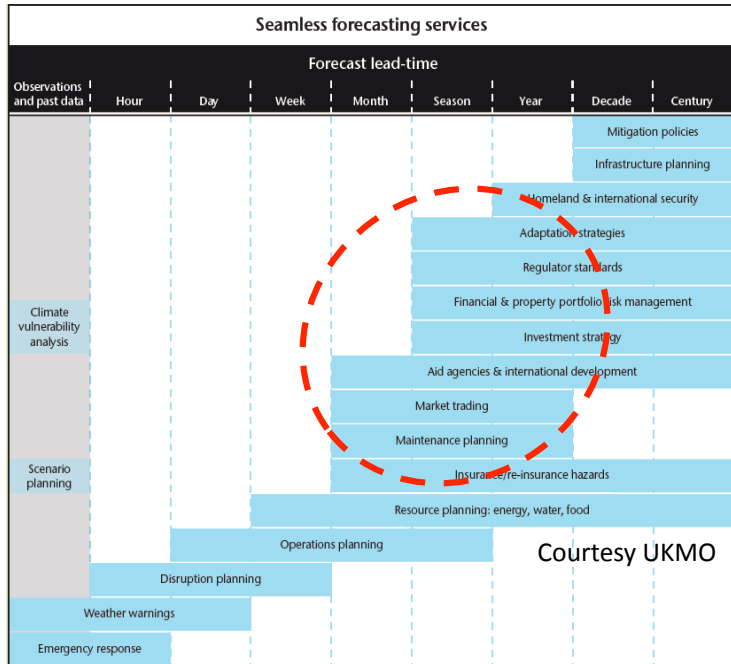 Seamless forecasting services
Forecast lead-time
Observations
and past data
Hour
Day
Week
Month
Season
Year
Decade
Century
Mitigation policies
Infrastructure planning
Homeland & international security
Adaptation strategies
Regulator standards
Financial & property portfolio risk management
Climate
vulnerability
analysis
Investment strategy
Aid agencies & international development
Market trading
Maintenance planning
Scenario
planning
Insurance/re-insurance hazards
Resource planning: energy, water, food
Operations planning
Courtesy UKMO
Disruption planning
Weather warnings
Emergency response